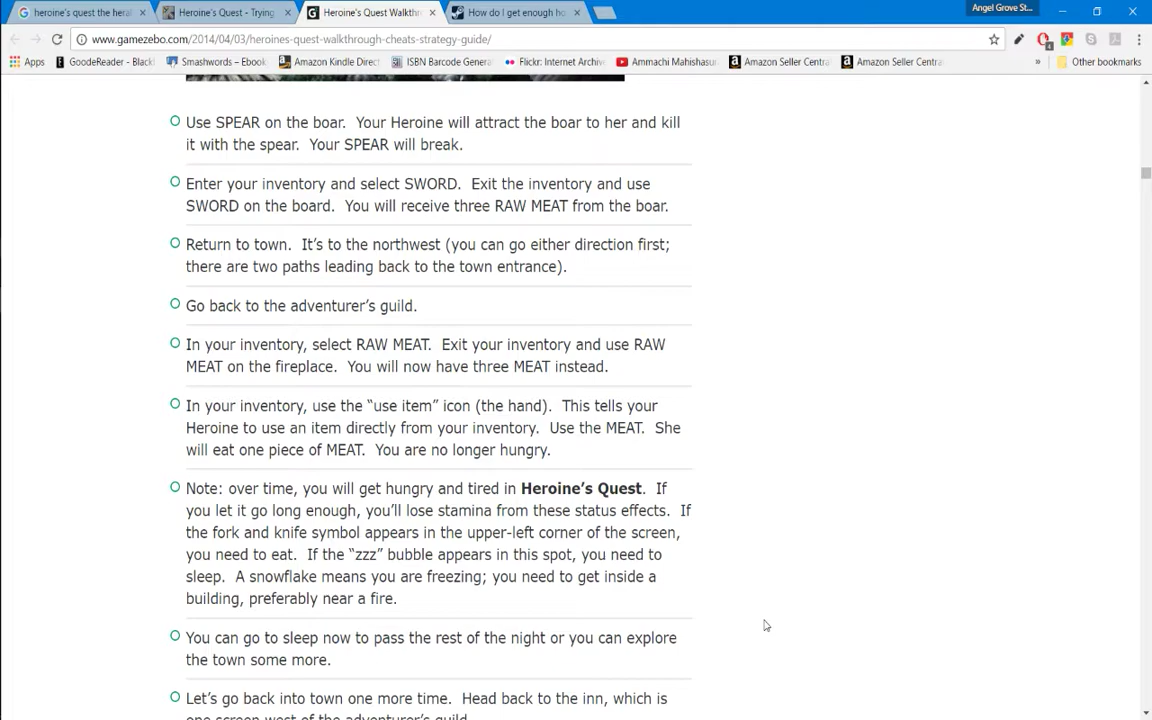 heroine's quest the hera
Heroine's Quest - Trying
Heroine's Quest Walkthr
How do I get enough ho
Angel Grove St...
www.gamezebo.com/2014/04/03/heroines-quest-walkthrough-cheats-strategy-guide/
Apps
GoodeReader - Black
Smashwords – Ebook
Amazon Kindle Direct
ISBN Barcode Genera
Flickr: Internet Archiv
Ammachi Mahishasu
Amazon Seller Centra
Amazon Seller Centra
»
Other bookmarks
Use SPEAR on the boar. Your Heroine will attract the boar to her and kill
it with the spear. Your SPEAR will break.
Enter your inventory and select SWORD. Exit the inventory and use
SWORD on the board. You will receive three RAW MEAT from the boar.
Return to town. It's to the northwest (you can go either direction first;
there are two paths leading back to the town entrance).
Go back to the adventurer's guild.
In your inventory, select RAW MEAT. Exit your inventory and use RAW
MEAT on the fireplace. You will now have three MEAT instead.
In your inventory, use the “use item” icon (the hand). This tells your
Heroine to use an item directly from your inventory. Use the MEAT. She
will eat one piece of MEAT. You are no longer hungry.
Note: over time, you will get hungry and tired in Heroine's Quest. If
you let it go long enough, you'll lose stamina from these status effects. If
the fork and knife symbol appears in the upper-left corner of the screen,
you need to eat. If the “zzz” bubble appears in this spot, you need to
sleep. A snowflake means you are freezing; you need to get inside a
building, preferably near a fire.
You can go to sleep now to pass the rest of the night or you can explore
the town some more.
Let's go back into town one more time. Head back to the inn, which is
one screen west of the adventurer's guild.